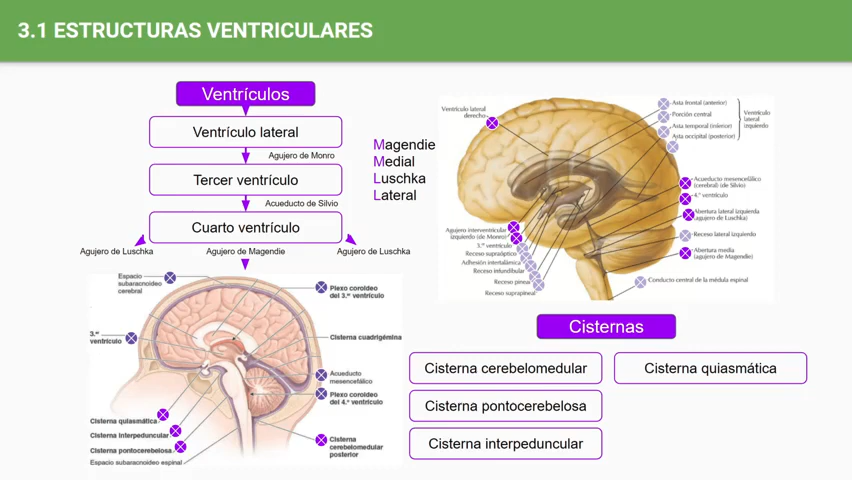 3.1 ESTRUCTURAS VENTRICULARES
Ventrículos
Ventrículo lateral
Agujero de Monro
Tercer ventrículo
Acueducto de Silvio
Cuarto ventrículo
Agujero de Luschka
Agujero de Magendie
Agujero de Luschka
Magendie
Medial
Luschka
Lateral
Ventrículo lateral
derecho
Asta frontal (anterior)
Porción central
Asta temporal (inferior)
Asta occipital (posterior)
Ventrículo
lateral
izquierdo
Acueducto mesencefálico
(cerebral) (de Silvio)
4.º ventrículo
Abertura lateral izquierda
(agujero de Luschka)
Receso lateral izquierdo
Abertura media
(agujero de Magendie)
Conducto central de la médula espinal
Agujero interventricular
izquierdo (de Monro)
3.er ventrículo
Receso supraóptico
Adhesión intertalámica
Receso infundibular
Receso pineal
Receso suprapineal
Espacio
subaracnoideo
cerebral
3.er
ventrículo
Plexo coroideo
del 3.er ventrículo
Cisterna cuadrigémina
Acueducto
mesencefálico
Plexo coroideo
del 4.º ventrículo
Cisterna
cerebelomedular
posterior
Cisterna quiasmática
Cisterna Interpeduncular
Cisterna pontocerebelosa
Espacio subaracnoideo espinal
Cisternas
Cisterna cerebelomedular
Cisterna quiasmática
Cisterna pontocerebelosa
Cisterna interpeduncular